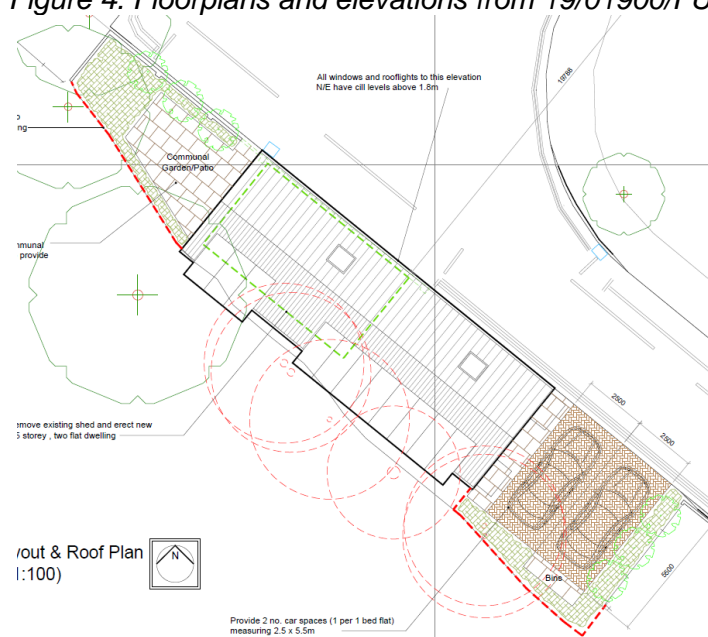 Figure 4. Floorplans and elevations from 19/01900/FU
All windows and rooflights to this elevation
N/E have cill levels above 1.8m
19788
Communal
Garden/Patio
provide
2500
2500
emove existing shed and erect new
5 storey , two flat dwelling
5500
Bins
N
yout & Roof Plan
1:100)
Provide 2 no. car spaces (1 per 1 bed flat)
measuring 2.5 x 5.5m